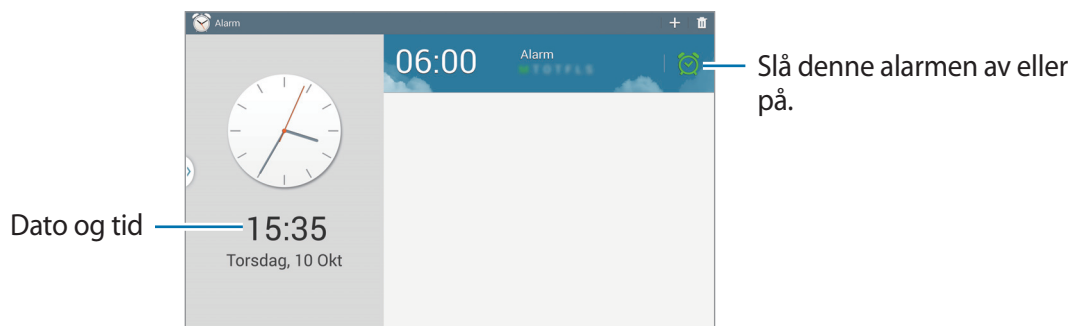 Alarm
06:00
Alarm
Slå denne alarmen av eller
på.
Dato og tid
15:35
Torsdag, 10 Okt